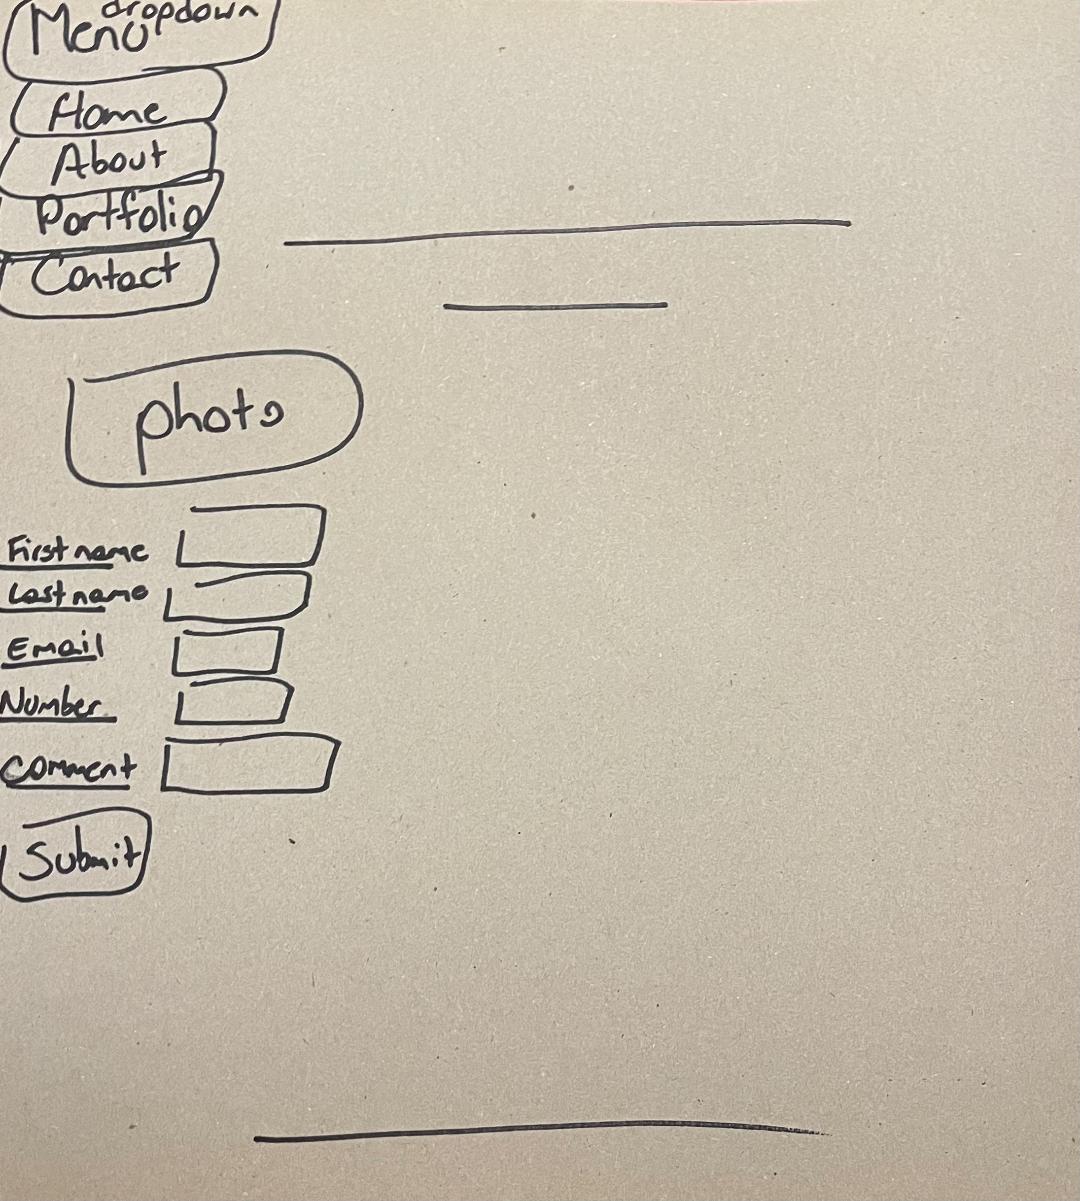 dropdown
Menu
Home
About
Portfolio
Contact
photo
First name
Last name
Email
Number
Comment
Submit